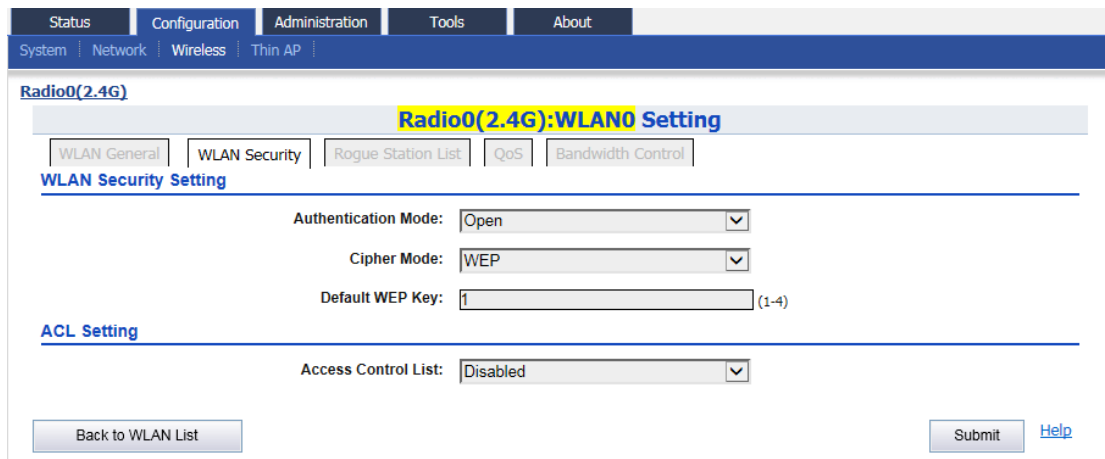 Status Configuration Administration Tools About
System Network Wireless Thin AP
Radio0(2.4G)
Radio0(2.4G):WLAN0 Setting
WLAN General WLAN Security Rogue Station List QoS Bandwidth Control
WLAN Security Setting
Authentication Mode: Open
Cipher Mode: WEP
Default WEP Key: 1 (1-4)
ACL Setting
Access Control List: Disabled
Back to WLAN List Submit Help